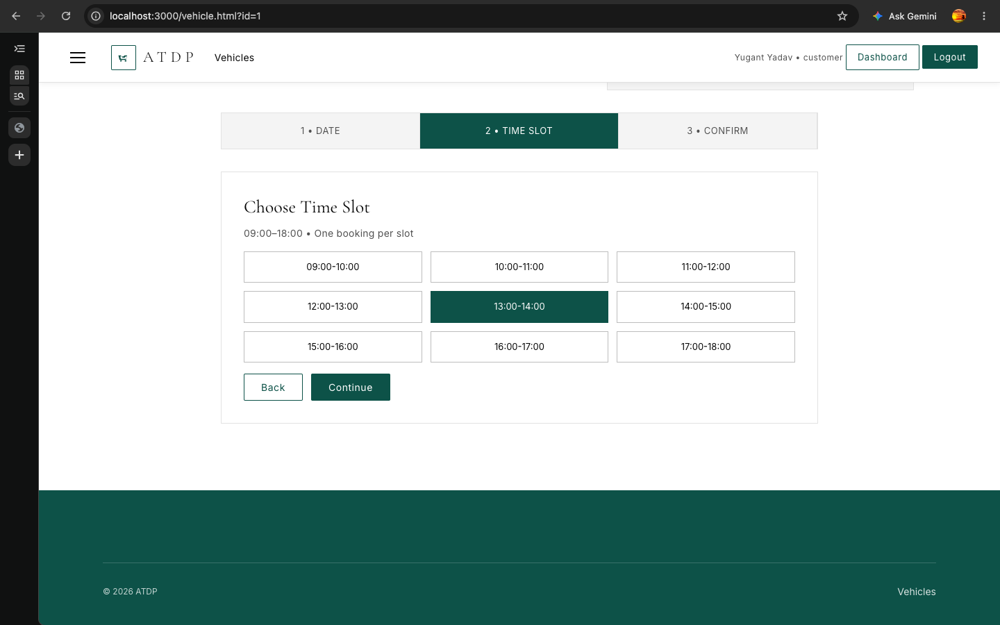 localhost:3000/vehicle.html?id=1
Ask Gemini
ATDP
Vehicles
Yugant Yadav • customer
Dashboard
Logout
1 • DATE
2 • TIME SLOT
3 • CONFIRM
Choose Time Slot
09:00–18:00 • One booking per slot
09:00-10:00
10:00-11:00
11:00-12:00
12:00-13:00
13:00-14:00
14:00-15:00
15:00-16:00
16:00-17:00
17:00-18:00
Back
Continue
© 2026 ATDP
Vehicles